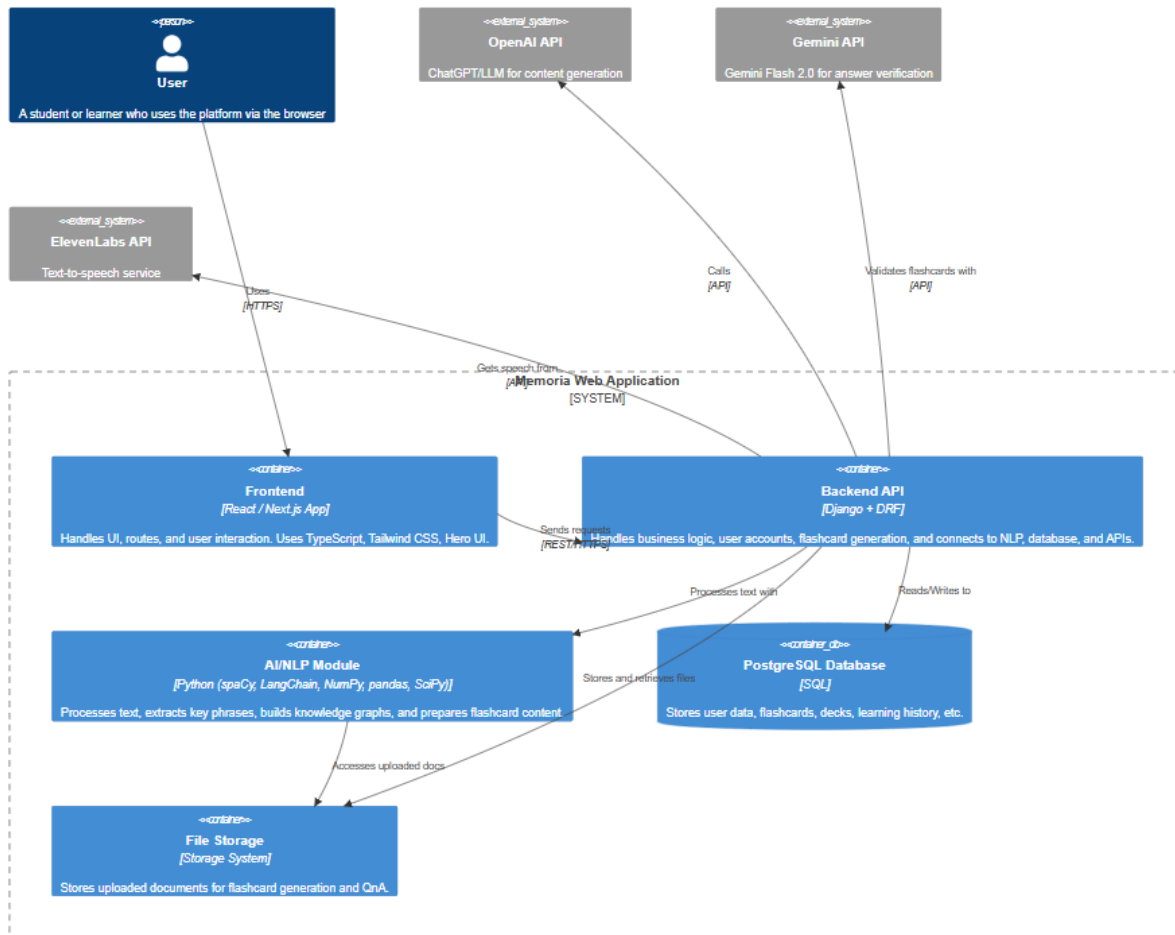 <<person>>
User
A student or learner who uses the platform via the browser
<<external_system>>
OpenAI API
ChatGPT/LLM for content generation
<<external_system>>
Gemini API
Gemini Flash 2.0 for answer verification
<<external_system>>
ElevenLabs API
Text-to-speech service
Uses
[HTTPS]
Calls
[API]
Validates flashcards with
[API]
Gets speech from
[API]
Memoria Web Application
[SYSTEM]
<<container>>
Frontend
[React / Next.js App]
Handles UI, routes, and user interaction. Uses TypeScript, Tailwind CSS, Hero UI.
Sends requests
[REST/HTTPS]
<<container>>
Backend API
[Django + DRF]
Handles business logic, user accounts, flashcard generation, and connects to NLP, database, and APIs.
Processes text with
Reads/Writes to
Stores and retrieves files
<<container>>
AI/NLP Module
[Python (spaCy, LangChain, NumPy, pandas, SciPy)]
Processes text, extracts key phrases, builds knowledge graphs, and prepares flashcard content
<<container_db>>
PostgreSQL Database
[SQL]
Stores user data, flashcards, decks, learning history, etc.
Accesses uploaded docs
<<container>>
File Storage
[Storage System]
Stores uploaded documents for flashcard generation and QnA.